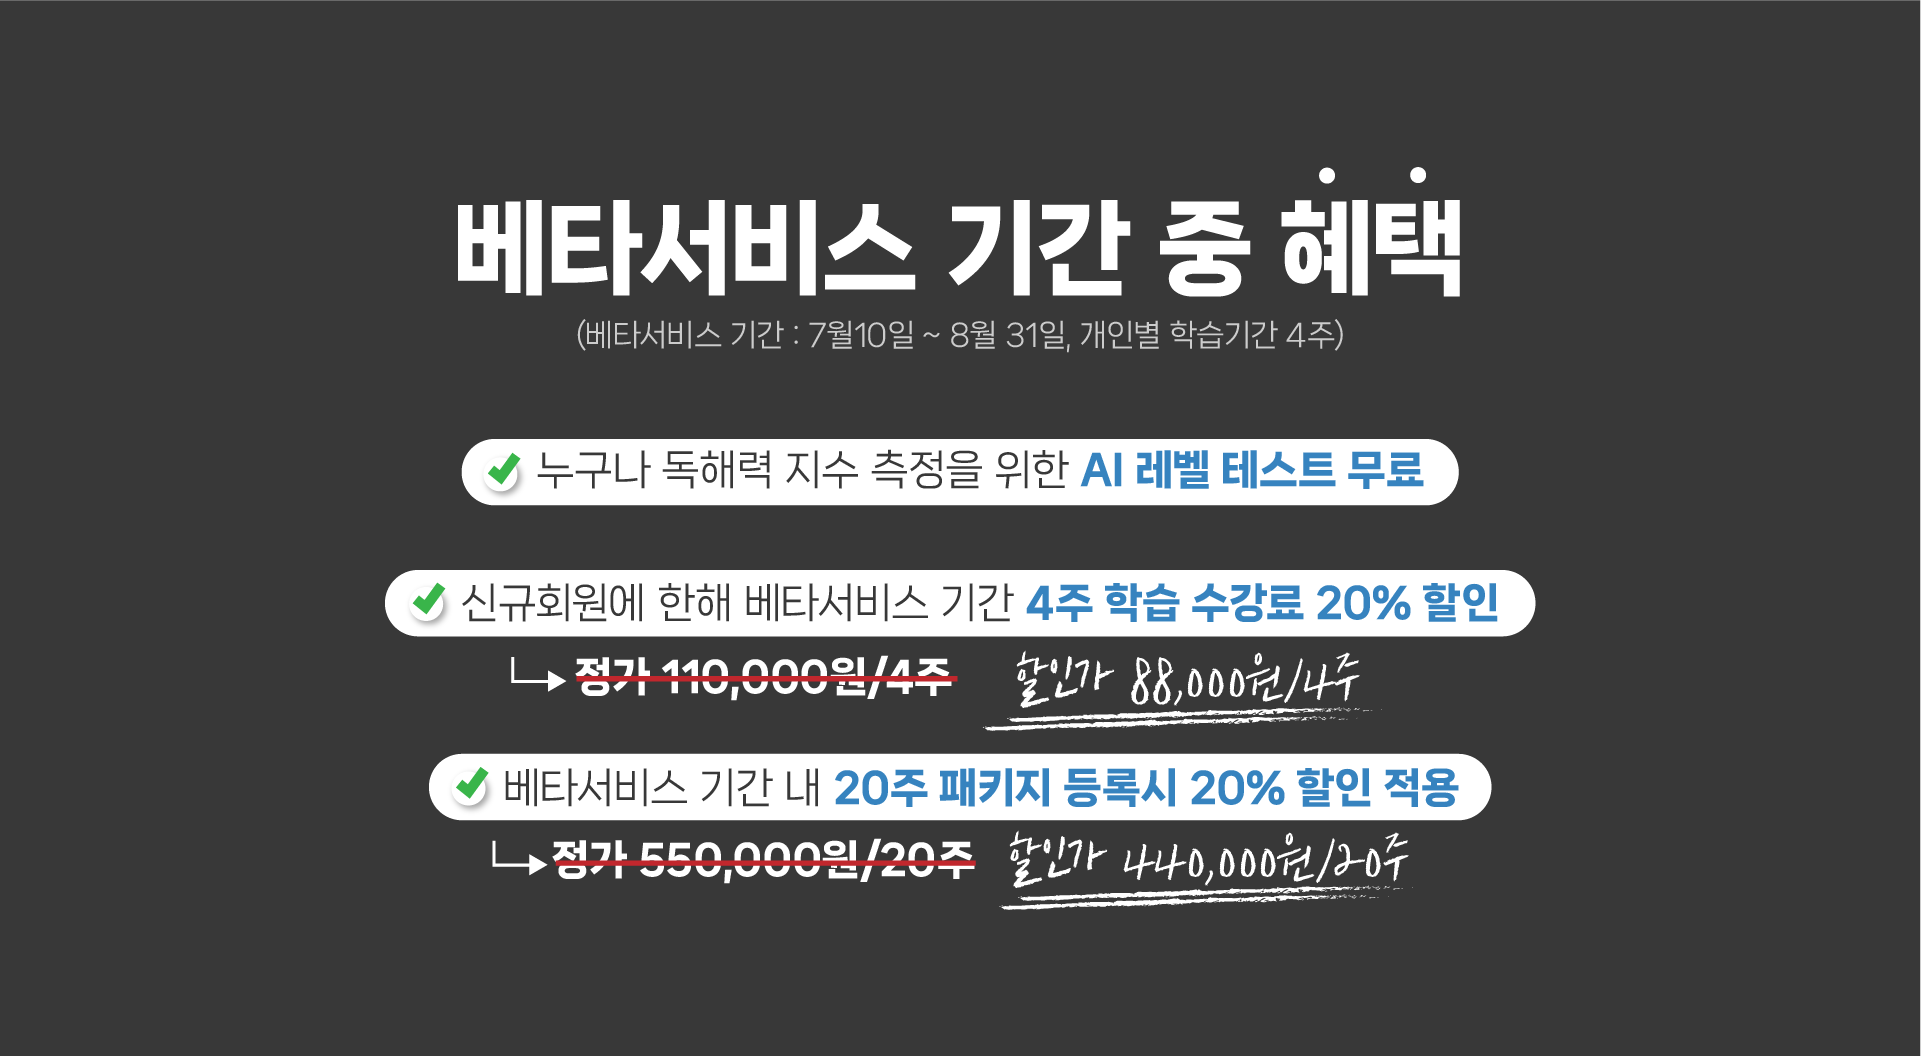 베타서비스 기간 중 혜택
(베타서비스 기간 : 7월10일 ~ 8월 31일, 개인별 학습기간 4주)
누구나 독해력 지수 측정을 위한 AI 레벨 테스트 무료
신규회원에 한해 베타서비스 기간 4주 학습 수강료 20% 할인
정가 110,000원/4주 할인가 88,000원/4주
베타서비스 기간 내 20주 패키지 등록시 20% 할인 적용
정가 550,000원/20주 할인가 440,000원/20주